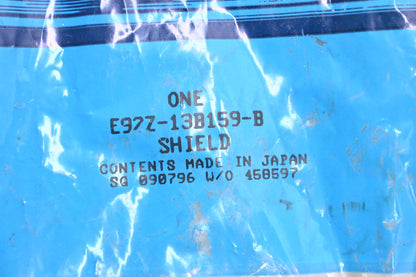 ONE
E92Z-13B159-B
SHIELD
CONTENTS MADE IN JAPAN
SQ 090796 W/O 458597